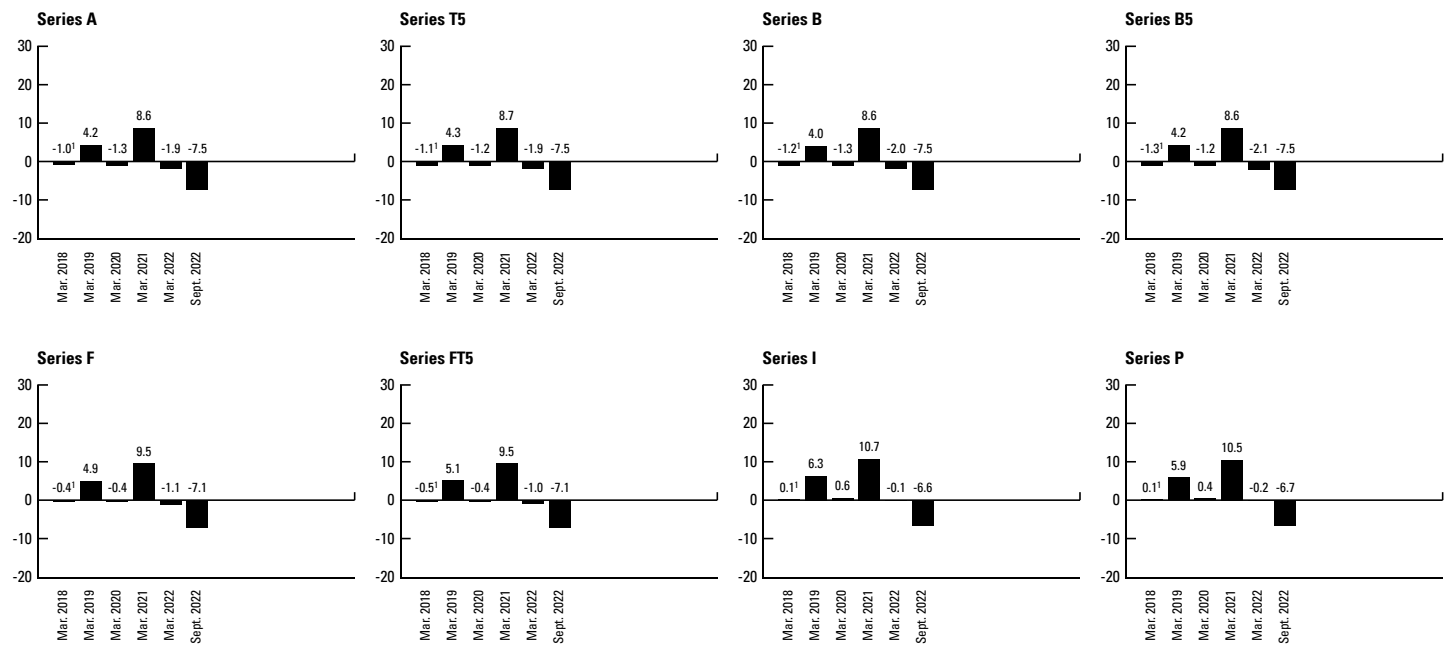 Series A
30
20
10
0
-10
-20
-1.0¹ 4.2 -1.3 8.6 -1.9 -7.5
Mar. 2018
Mar. 2019
Mar. 2020
Mar. 2021
Mar. 2022
Sept. 2022
Series T5
30
20
10
0
-10
-20
-1.1¹ 4.3 -1.2 8.7 -1.9 -7.5
Mar. 2018
Mar. 2019
Mar. 2020
Mar. 2021
Mar. 2022
Sept. 2022
Series B
30
20
10
0
-10
-20
-1.2¹ 4.0 -1.3 8.6 -2.0 -7.5
Mar. 2018
Mar. 2019
Mar. 2020
Mar. 2021
Mar. 2022
Sept. 2022
Series B5
30
20
10
0
-10
-20
-1.3¹ 4.2 -1.2 8.6 -2.1 -7.5
Mar. 2018
Mar. 2019
Mar. 2020
Mar. 2021
Mar. 2022
Sept. 2022
Series F
30
20
10
0
-10
-20
-0.4¹ 4.9 -0.4 9.5 -1.1 -7.1
Mar. 2018
Mar. 2019
Mar. 2020
Mar. 2021
Mar. 2022
Sept. 2022
Series FT5
30
20
10
0
-10
-20
-0.5¹ 5.1 -0.4 9.5 -1.0 -7.1
Mar. 2018
Mar. 2019
Mar. 2020
Mar. 2021
Mar. 2022
Sept. 2022
Series I
30
20
10
0
-10
-20
0.1¹ 6.3 0.6 10.7 -0.1 -6.6
Mar. 2018
Mar. 2019
Mar. 2020
Mar. 2021
Mar. 2022
Sept. 2022
Series P
30
20
10
0
-10
-20
0.1¹ 5.9 0.4 10.5 -0.2 -6.7
Mar. 2018
Mar. 2019
Mar. 2020
Mar. 2021
Mar. 2022
Sept. 2022